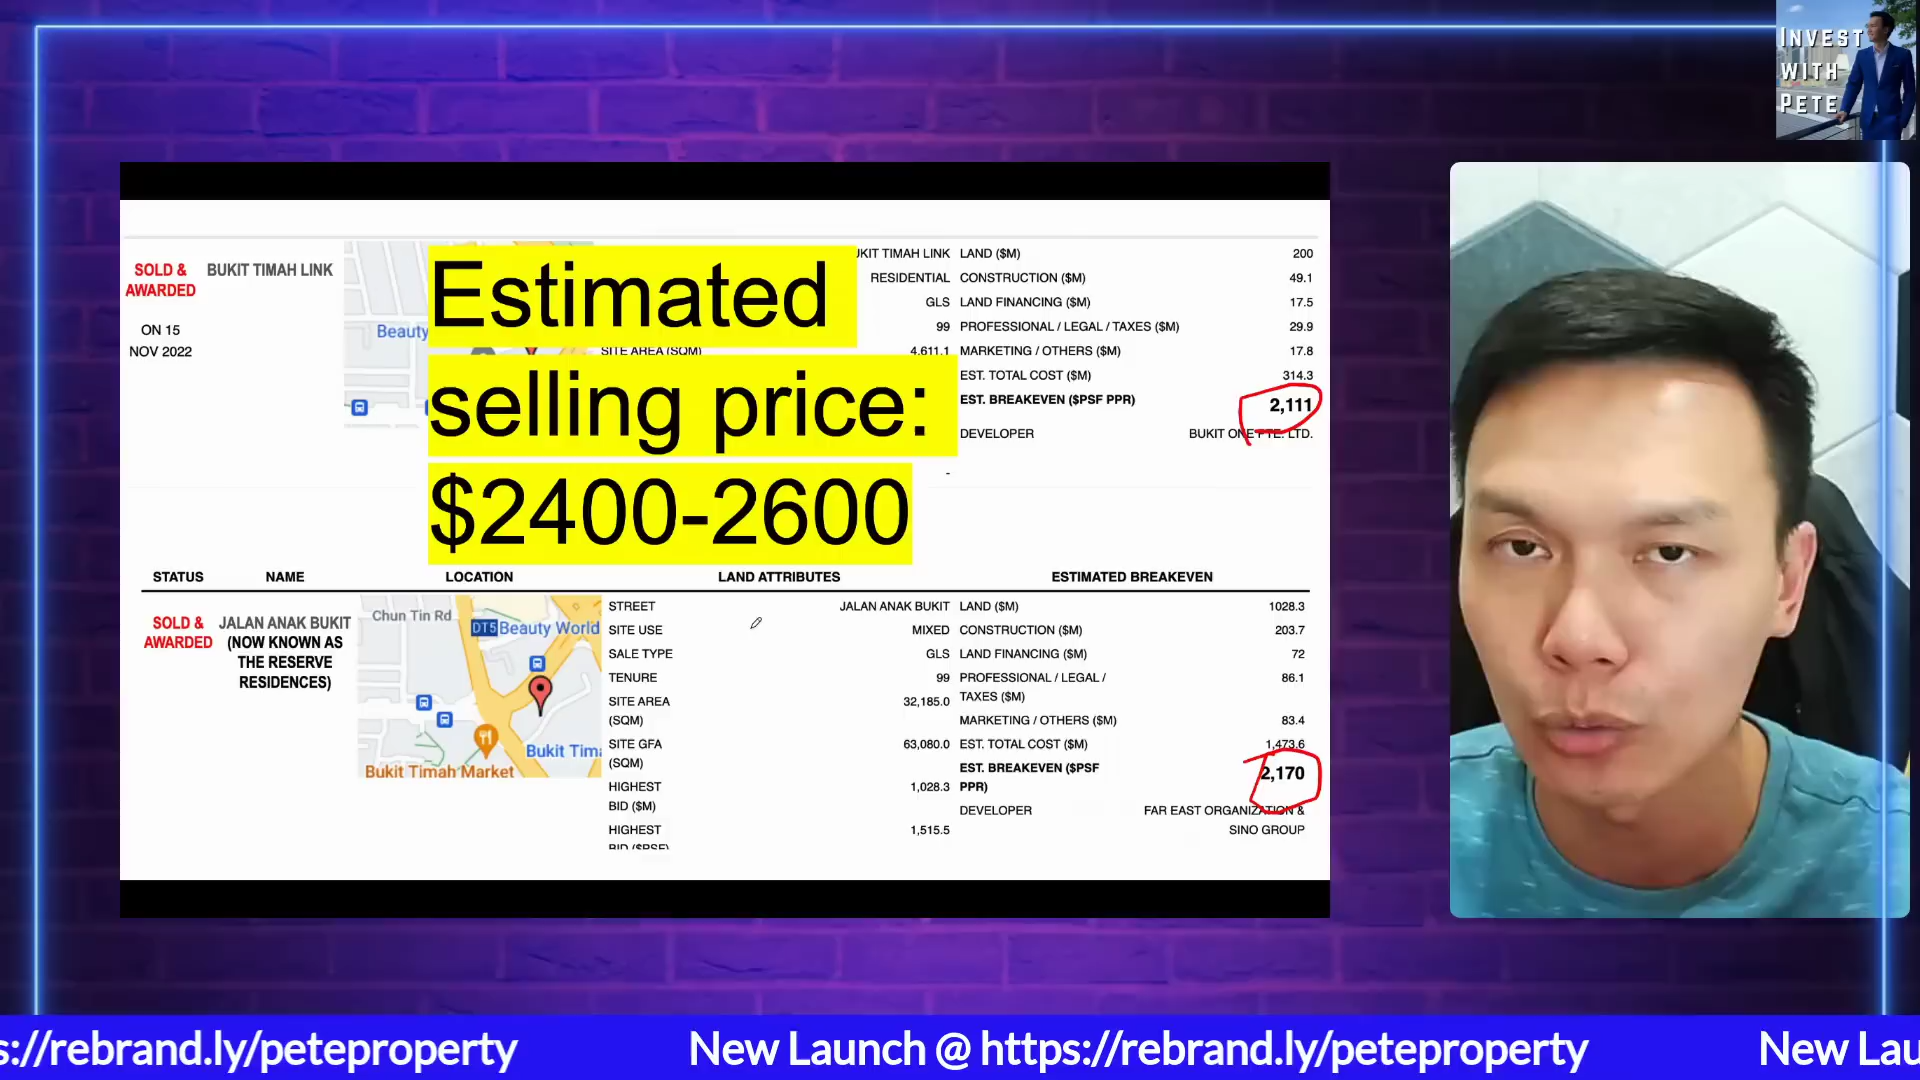 INVEST
WITH
PETE
SOLD &
AWARDED
BUKIT TIMAH LINK
ON 15
NOV 2022
Beauty
Estimated
selling price:
$2400-2600
UKIT TIMAH LINK
RESIDENTIAL
GLS
99
SITE AREA (SQM) 4,611.1
-
LAND ($M) 200
CONSTRUCTION ($M) 49.1
LAND FINANCING ($M) 17.5
PROFESSIONAL / LEGAL / TAXES ($M) 29.9
MARKETING / OTHERS ($M) 17.8
EST. TOTAL COST ($M) 314.3
EST. BREAKEVEN ($PSF PPR) 2,111
DEVELOPER BUKIT ONE PTE. LTD.
STATUS NAME LOCATION LAND ATTRIBUTES ESTIMATED BREAKEVEN
SOLD &
AWARDED
JALAN ANAK BUKIT
(NOW KNOWN AS
THE RESERVE
RESIDENCES)
Chun Tin Rd
DT5 Beauty World
Bukit Tima
Bukit Timah Market
STREET JALAN ANAK BUKIT
SITE USE MIXED
SALE TYPE GLS
TENURE 99
SITE AREA 32,185.0
(SQM)
SITE GFA 63,080.0
(SQM)
HIGHEST 1,028.3
BID ($M)
HIGHEST 1,515.5
BID ($PSF)
LAND ($M) 1028.3
CONSTRUCTION ($M) 203.7
LAND FINANCING ($M) 72
PROFESSIONAL / LEGAL / 86.1
TAXES ($M)
MARKETING / OTHERS ($M) 83.4
EST. TOTAL COST ($M) 1,473.6
EST. BREAKEVEN ($PSF 2,170
PPR)
DEVELOPER FAR EAST ORGANIZATION &
SINO GROUP
s://rebrand.ly/peteproperty New Launch @ https://rebrand.ly/peteproperty New Lau